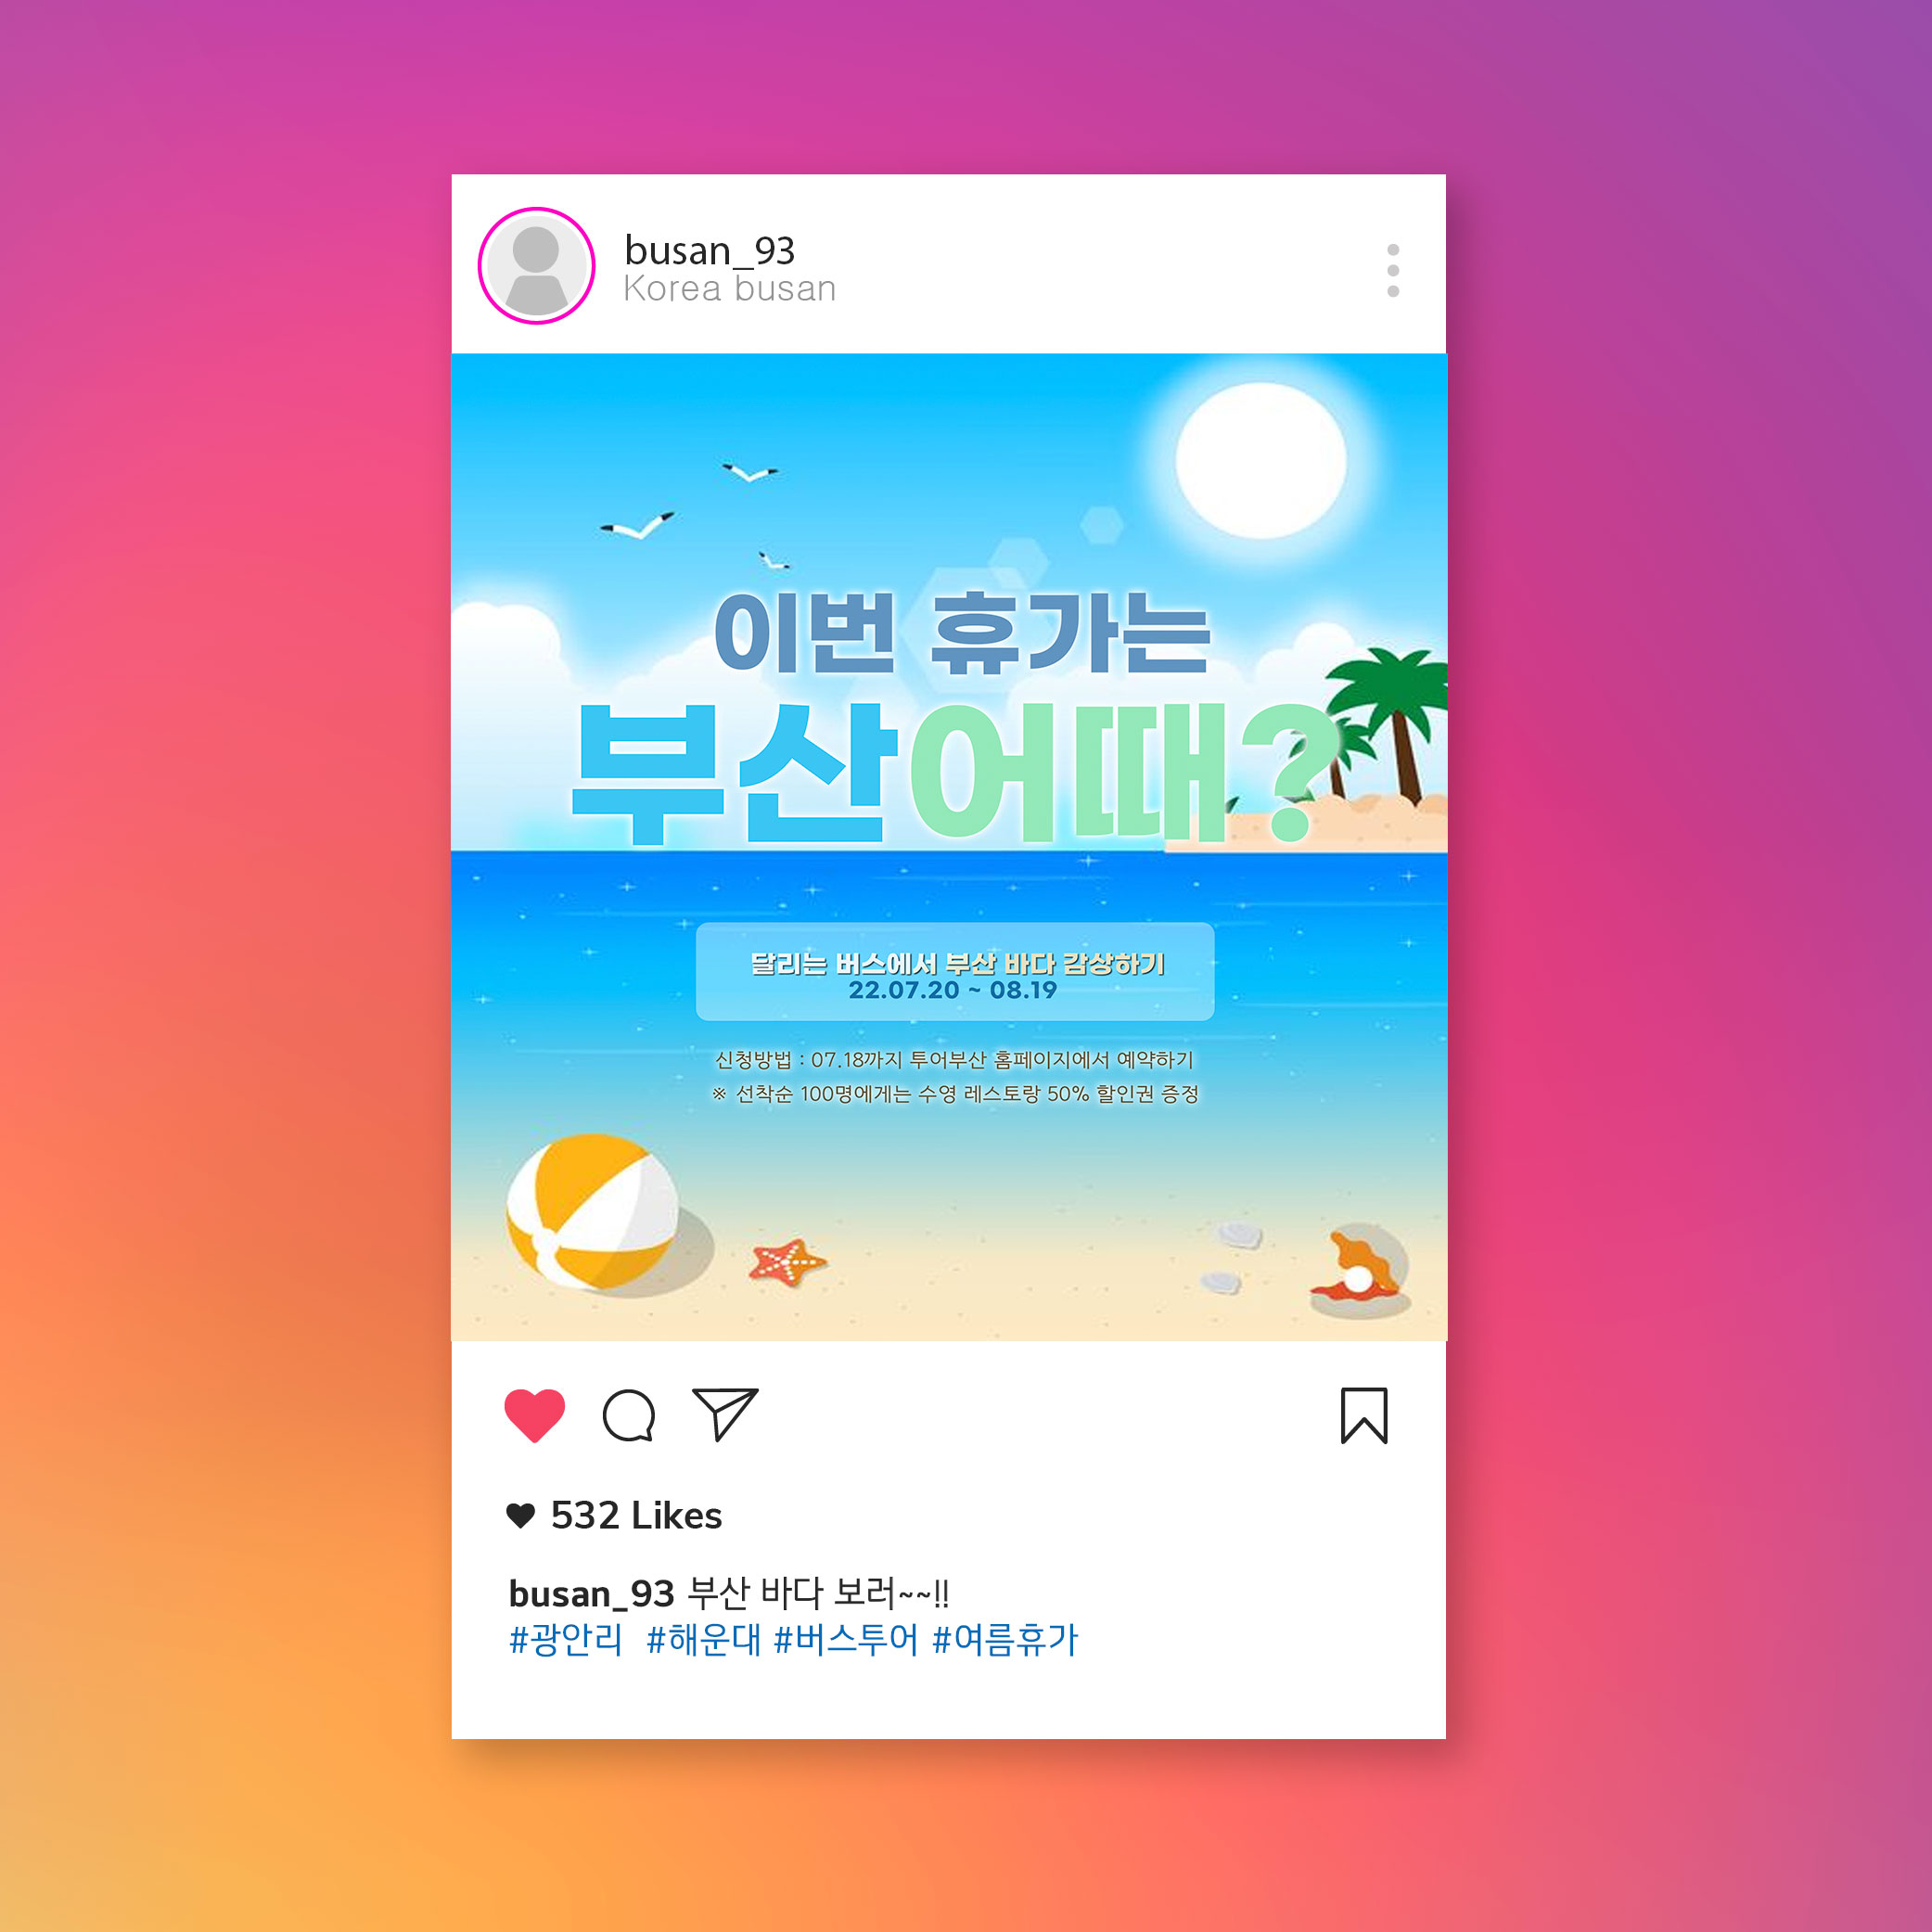 busan_93
Korea busan
이번 휴가는
부산어때?
달리는 버스에서 부산 바다 감상하기
22.07.20 ~ 08.19
신청방법 : 07.18까지 투어부산 홈페이지에서 예약하기
※ 선착순 100명에게는 수영 레스토랑 50% 할인권 증정
532 Likes
busan_93 부산 바다 보러~~!!
#광안리 #해운대 #버스투어 #여름휴가